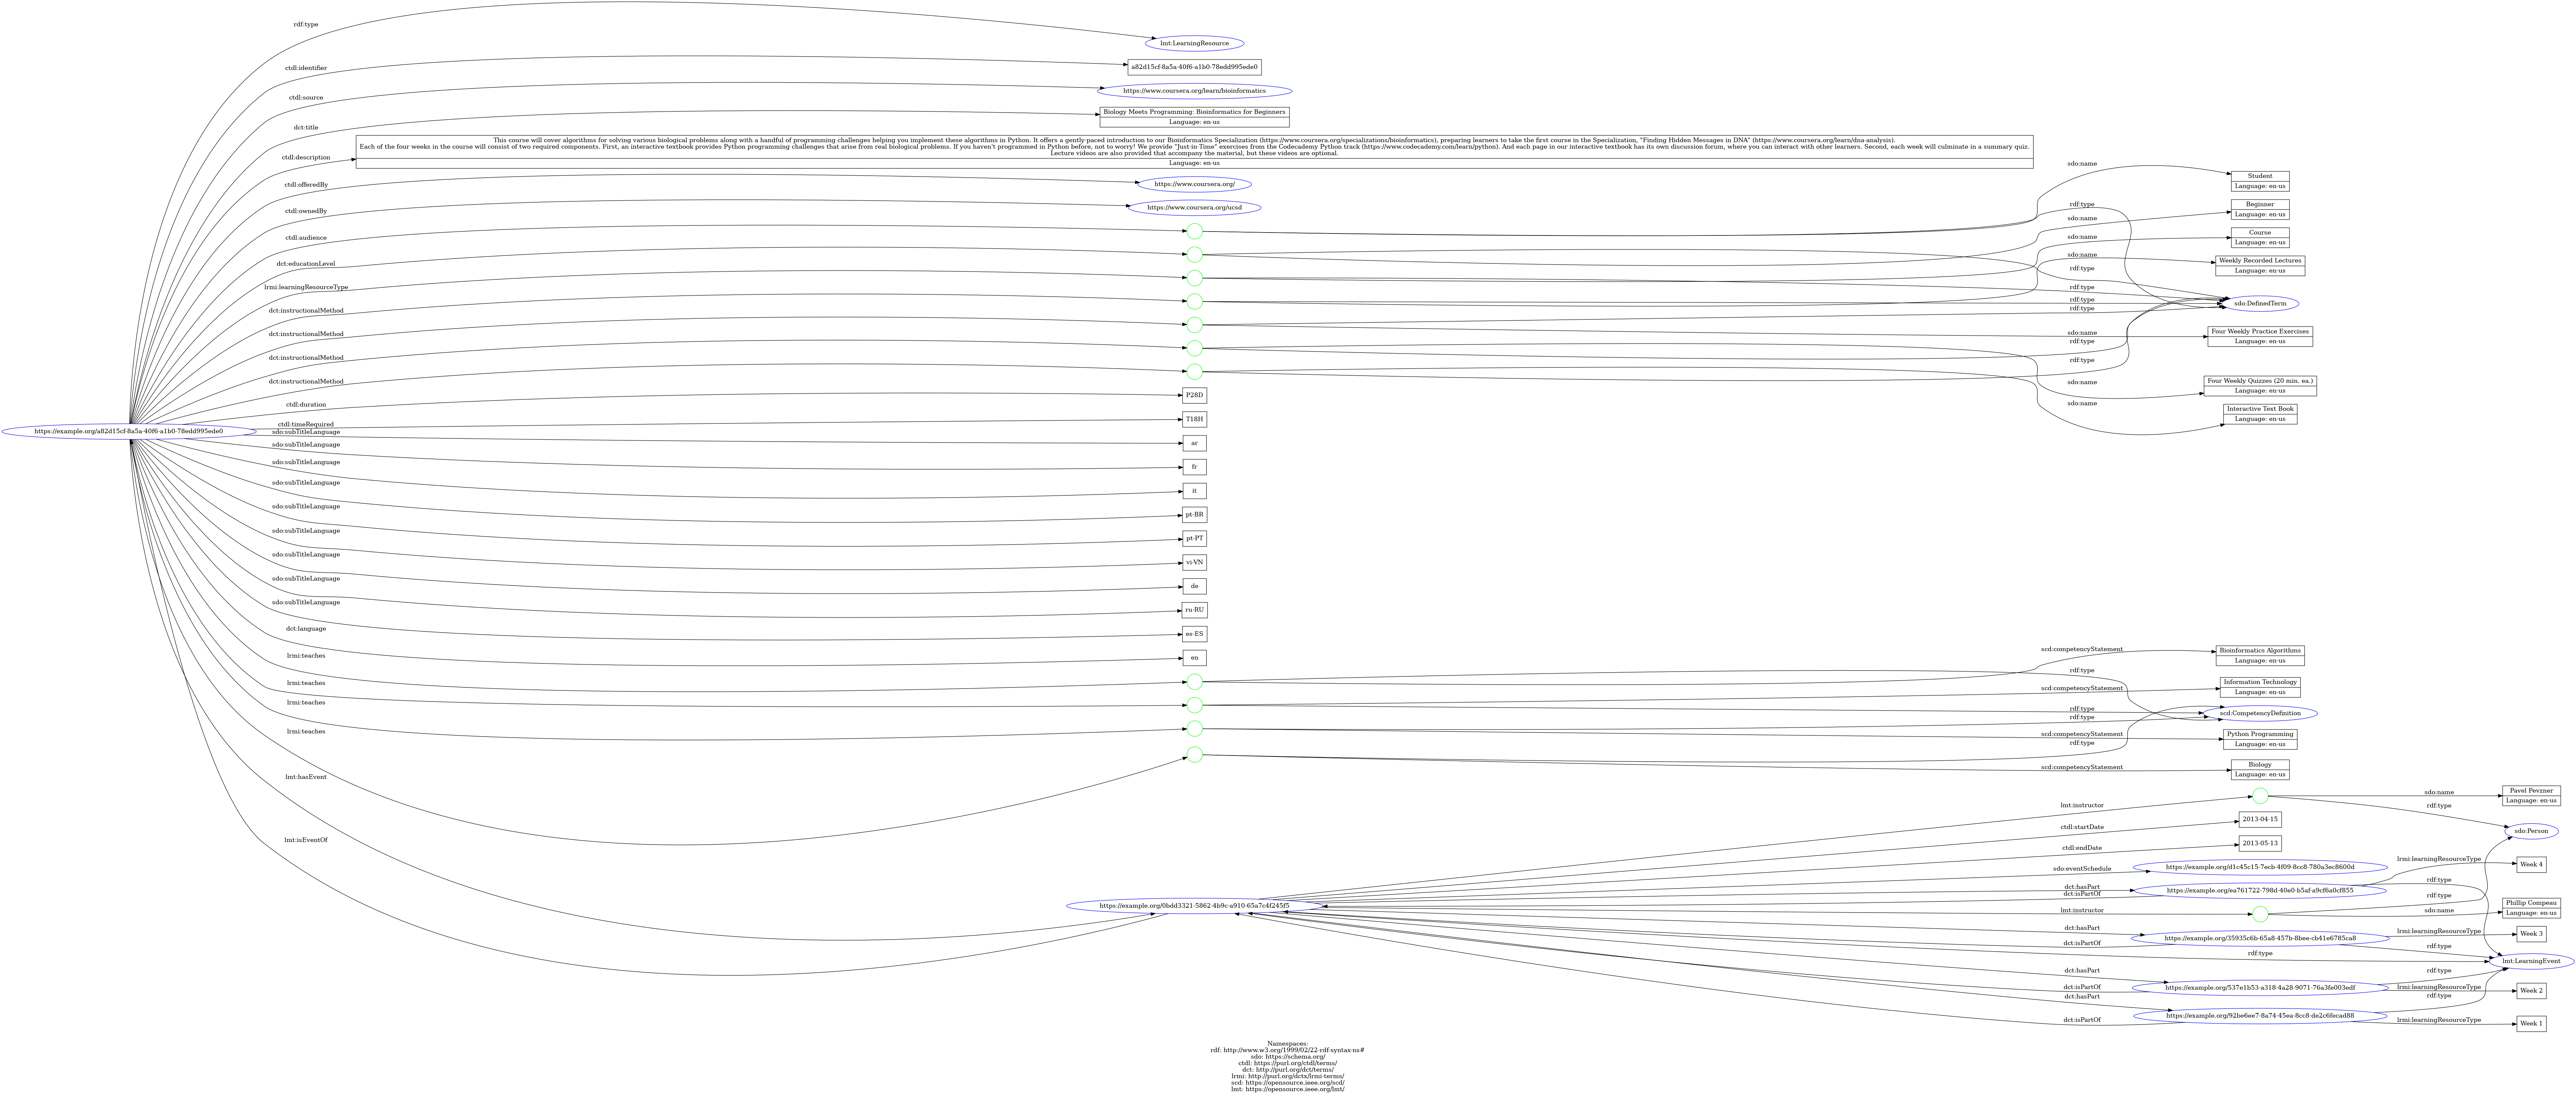 rdf:type
lmt:LearningResource
ctdl:identifier
a82d15cf-8a5a-40f6-a1b0-78edd995ede0
ctdl:source
https://www.coursera.org/learn/bioinformatics
dct:title
Biology Meets Programming: Bioinformatics for Beginners
Language: en-us
ctdl:description
This course will cover algorithms for solving various biological problems along with a handful of programming challenges helping you implement these algorithms in Python. It offers a gently-paced introduction to our Bioinformatics Specialization (https://www.coursera.org/specializations/bioinformatics), preparing learners to take the first course in the Specialization, "Finding Hidden Messages in DNA" (https://www.coursera.org/learn/dna-analysis).
Each of the four weeks in the course will consist of two required components. First, an interactive textbook provides Python programming challenges that arise from real biological problems. If you haven't programmed in Python before, not to worry! We provide "Just-in-Time" exercises from the Codecademy Python track (https://www.codecademy.com/learn/python). And each page in our interactive textbook has its own discussion forum, where you can interact with other learners. Second, each week will culminate in a summary quiz.
Lecture videos are also provided that accompany the material, but these videos are optional.
Language: en-us
ctdl:offeredBy
https://www.coursera.org/
ctdl:ownedBy
https://www.coursera.org/ucsd
ctdl:audience
dct:educationLevel
lrmi:learningResourceType
dct:instructionalMethod
dct:instructionalMethod
dct:instructionalMethod
dct:instructionalMethod
sdo:name
Student
Language: en-us
rdf:type
Beginner
Language: en-us
sdo:name
sdo:name
Course
Language: en-us
sdo:name
Weekly Recorded Lectures
Language: en-us
rdf:type
rdf:type
rdf:type
rdf:type
sdo:DefinedTerm
sdo:name
Four Weekly Practice Exercises
Language: en-us
rdf:type
rdf:type
sdo:name
Four Weekly Quizzes (20 min. ea.)
Language: en-us
sdo:name
Interactive Text Book
Language: en-us
ctdl:duration
P28D
ctdl:timeRequired
T18H
https://example.org/a82d15cf-8a5a-40f6-a1b0-78edd995ede0
sdo:subTitleLanguage
ar
sdo:subTitleLanguage
fr
sdo:subTitleLanguage
it
sdo:subTitleLanguage
pt-BR
sdo:subTitleLanguage
pt-PT
sdo:subTitleLanguage
vi-VN
sdo:subTitleLanguage
de
sdo:subTitleLanguage
ru-RU
sdo:subTitleLanguage
es-ES
dct:language
en
lrmi:teaches
lrmi:teaches
lrmi:teaches
lrmi:teaches
scd:competencyStatement
Bioinformatics Algorithms
Language: en-us
rdf:type
scd:competencyStatement
Information Technology
Language: en-us
rdf:type
rdf:type
scd:CompetencyDefinition
scd:competencyStatement
Python Programming
Language: en-us
rdf:type
scd:competencyStatement
Biology
Language: en-us
lmt:hasEvent
lmt:isEventOf
https://example.org/0bdd3321-5862-4b9c-a910-65a7c4f245f5
lmt:instructor
sdo:name
Pavel Pevzner
Language: en-us
rdf:type
sdo:Person
ctdl:startDate
2013-04-15
ctdl:endDate
2013-05-13
sdo:eventSchedule
https://example.org/d1c45c15-7ecb-4f09-8cc8-780a3ec8600d
dct:hasPart
dct:isPartOf
https://example.org/ea761722-798d-40e0-b5af-a9cf6a0cf855
lrmi:learningResourceType
Week 4
rdf:type
lmt:instructor
rdf:type
sdo:name
Phillip Compeau
Language: en-us
dct:hasPart
dct:isPartOf
https://example.org/35935c6b-65a8-457b-8bee-cb41e6785ca8
lrmi:learningResourceType
Week 3
rdf:type
rdf:type
lmt:LearningEvent
dct:hasPart
dct:isPartOf
https://example.org/537e1b53-a318-4a28-9071-76a3fe003edf
rdf:type
lrmi:learningResourceType
Week 2
dct:hasPart
dct:isPartOf
https://example.org/92be6ee7-8a74-45ea-8cc8-de2c6fecad88
rdf:type
lrmi:learningResourceType
Week 1
Namespaces:
rdf: http://www.w3.org/1999/02/22-rdf-syntax-ns#
sdo: https://schema.org/
ctdl: https://purl.org/ctdl/terms/
dct: http://purl.org/dct/terms/
lrmi: http://purl.org/dctx/lrmi-terms/
scd: https://opensource.ieee.org/scd/
lmt: https://opensource.ieee.org/lmt/